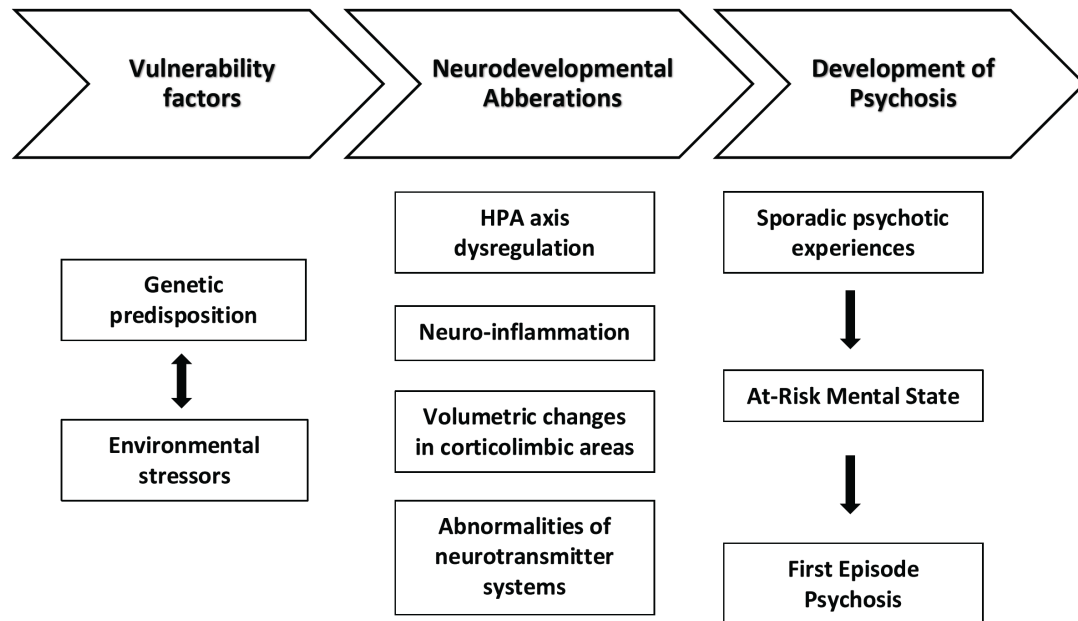 Vulnerability
factors
Neurodevelopmental
Abberations
Development of
Psychosis
Genetic
predisposition
Environmental
stressors
HPA axis
dysregulation
Neuro-inflammation
Volumetric changes
in corticolimbic areas
Abnormalities of
neurotransmitter
systems
Sporadic psychotic
experiences
At-Risk Mental State
First Episode
Psychosis